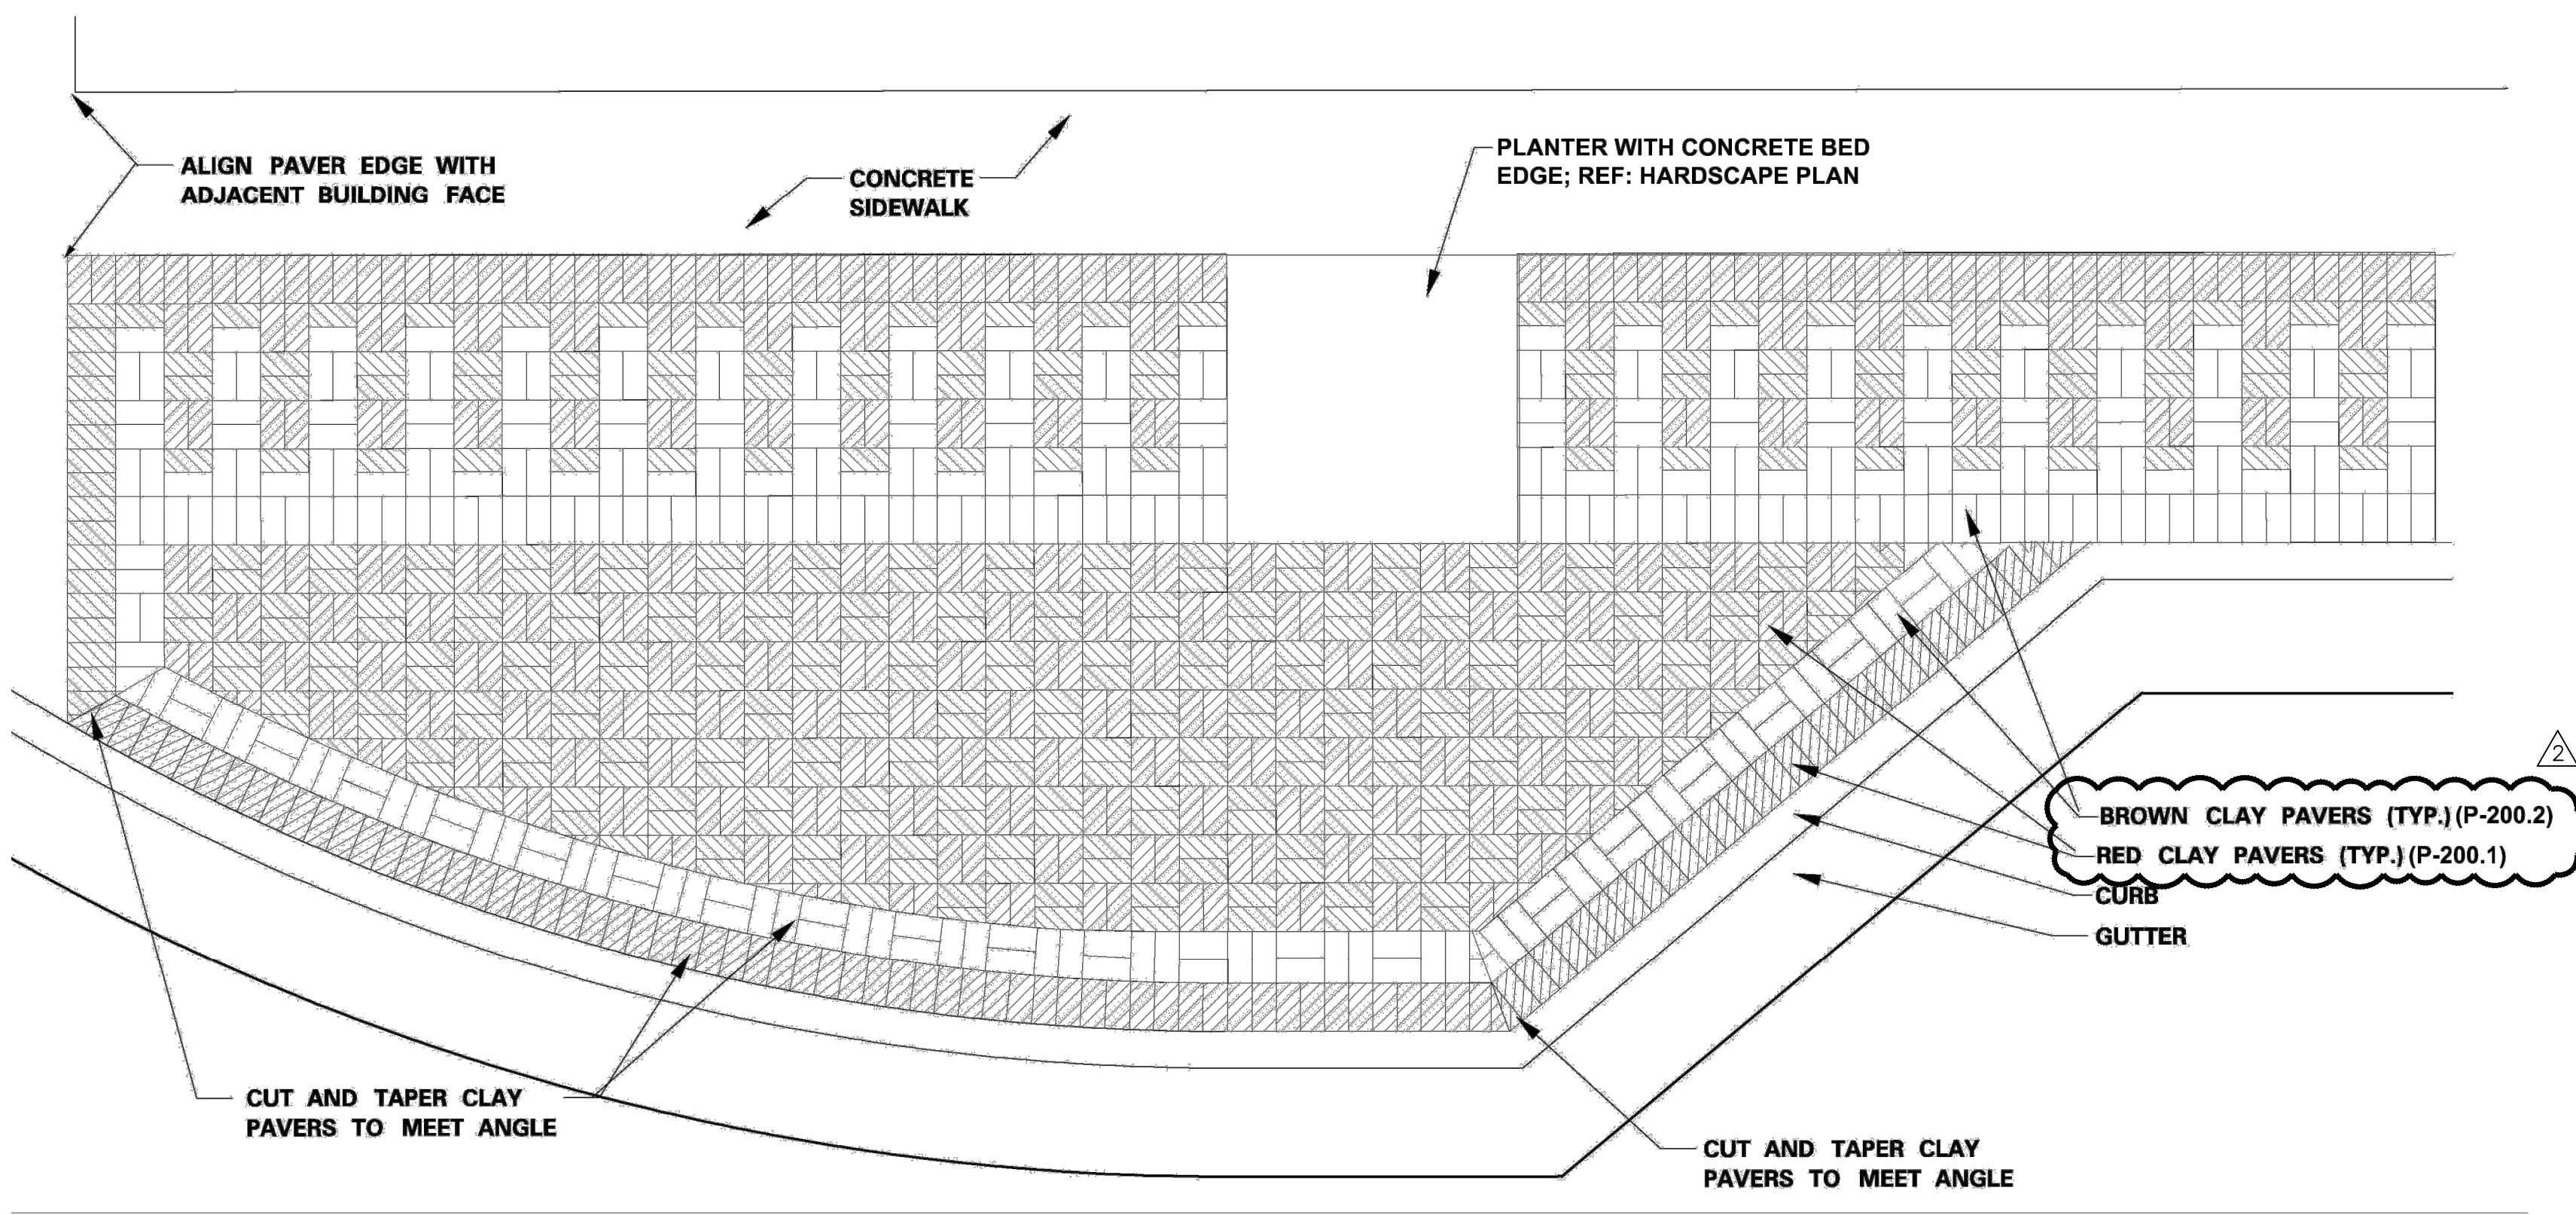 ALIGN PAVER EDGE WITH
ADJACENT BUILDING FACE
CONCRETE
SIDEWALK
PLANTER WITH CONCRETE BED
EDGE; REF: HARDSCAPE PLAN
2
BROWN CLAY PAVERS (TYP.) (P-200.2)
RED CLAY PAVERS (TYP.) (P-200.1)
CURB
GUTTER
CUT AND TAPER CLAY
PAVERS TO MEET ANGLE
CUT AND TAPER CLAY
PAVERS TO MEET ANGLE